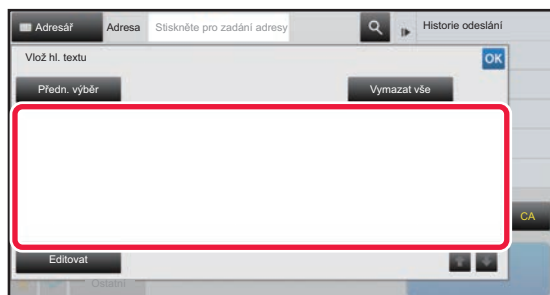 Adresář Adresa Stiskněte pro zadání adresy Historie odeslání
Vlož hl. textu OK
Předn. výběr Vymazat vše
CA
Editovat
Ostatní